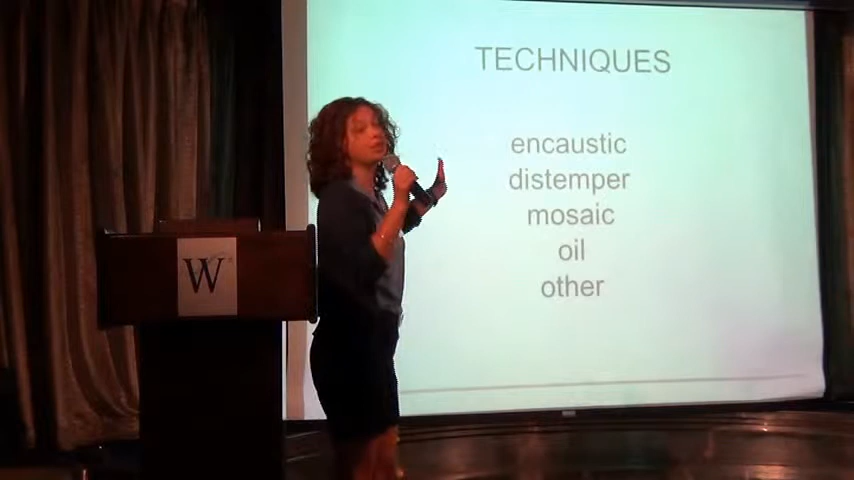 TECHNIQUES
encaustic
distemper
mosaic
oil
other
W